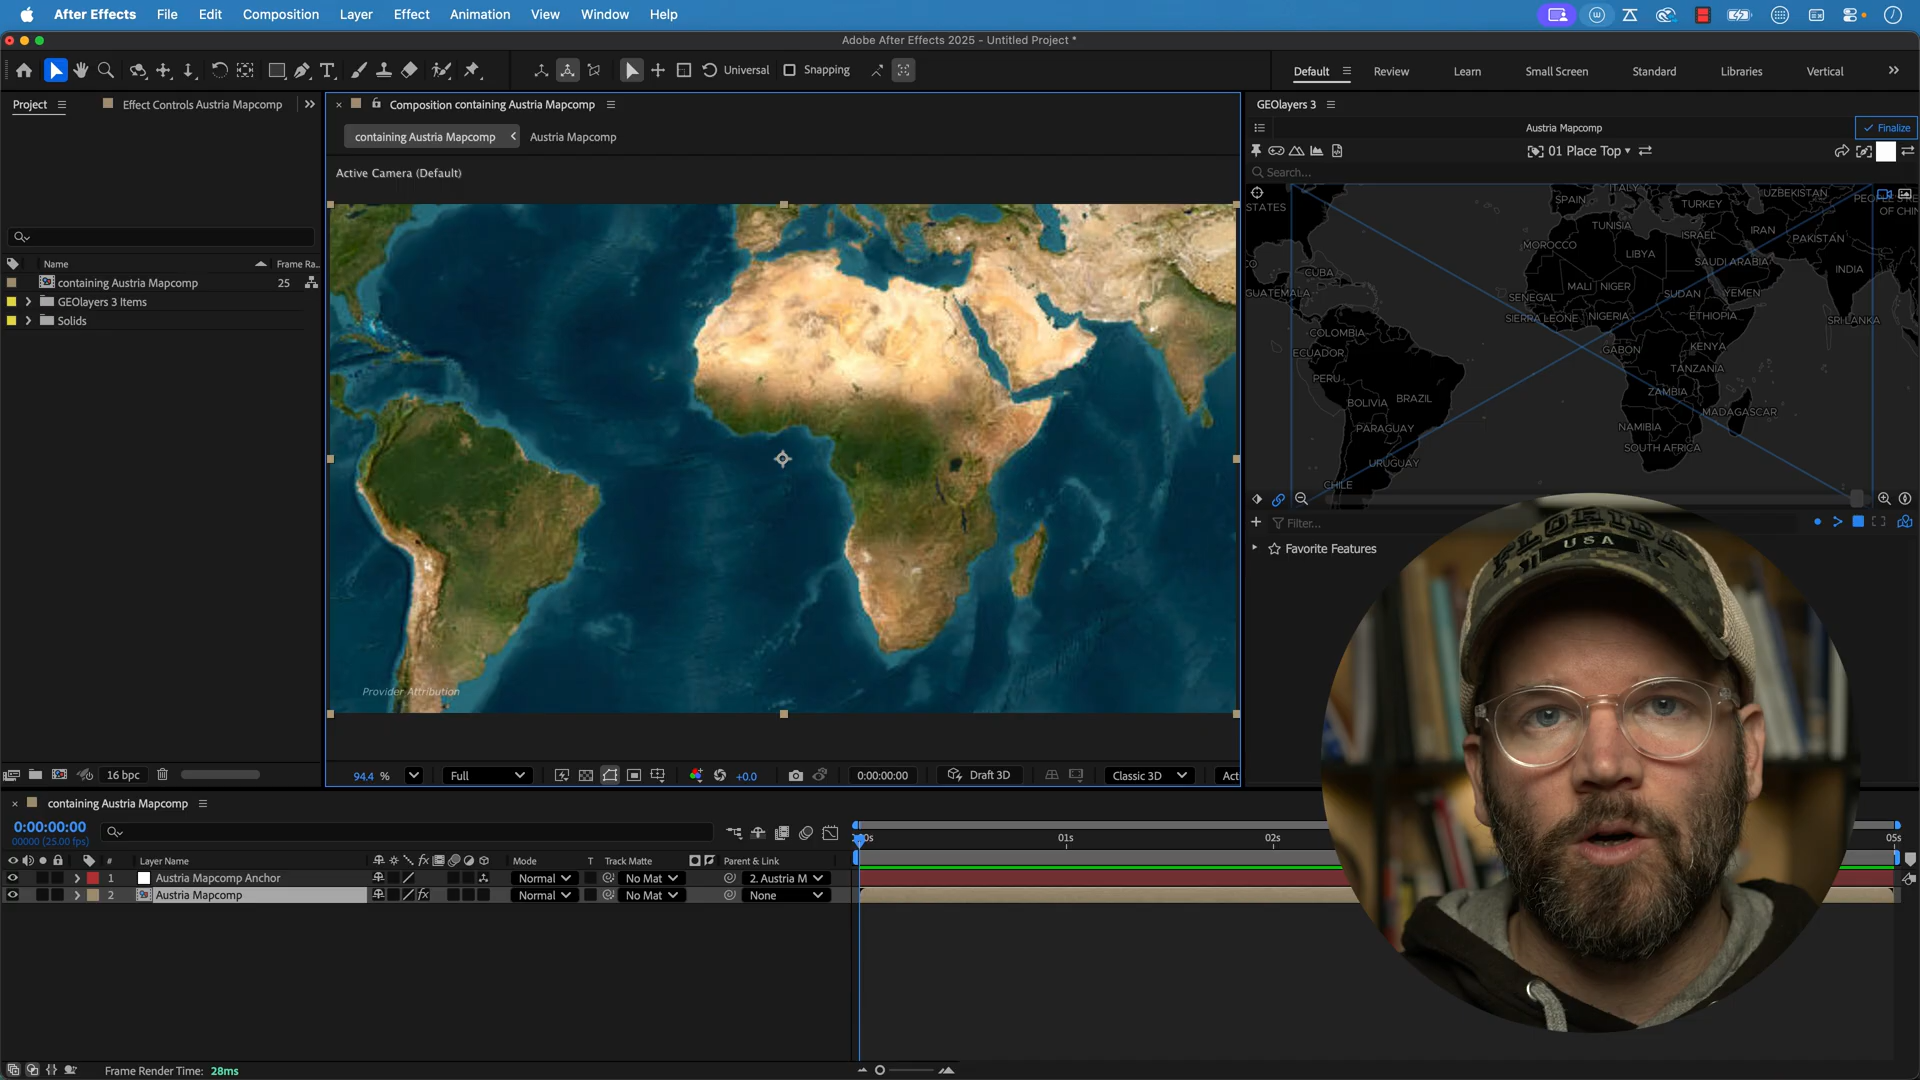 After Effects File Edit Composition Layer Effect Animation View Window Help
Adobe After Effects 2025 - Untitled Project *
Universal Snapping Default Review Learn Small Screen Standard Libraries Vertical
Project Effect Controls Austria Mapcomp
Composition containing Austria Mapcomp
GEOlayers 3
containing Austria Mapcomp Austria Mapcomp
Austria Mapcomp Finalize
01 Place Top
Active Camera (Default)
Search...
Name Frame Ra...
containing Austria Mapcomp 25
GEOlayers 3 Items
Solids
STATES
ITALY
SPAIN
TURKEY
UZBEKISTAN
OF CHIN
TUNISIA
MOROCCO
ISRAEL
IRAN
PAKISTAN
LIBYA
SAUDI ARABIA
INDIA
CUBA
GUATEMALA
MALI
NIGER
SUDAN
YEMEN
SENEGAL
SIERRA LEONE
NIGERIA
ETHIOPIA
SRI LANKA
COLOMBIA
ECUADOR
GABON
KENYA
PERU
TANZANIA
BOLIVIA
BRAZIL
ZAMBIA
MADAGASCAR
PARAGUAY
NAMIBIA
SOUTH AFRICA
URUGUAY
CHILE
Filter...
Favorite Features
FLORIDA
USA
Provider Attribution
16 bpc
94.4 % Full +0.0 0:00:00:00 Draft 3D Classic 3D Act
containing Austria Mapcomp
0:00:00:00
00000 (25.00 fps)
:00s 01s 02s 05s
# Layer Name fx Mode T Track Matte Parent & Link
1 Austria Mapcomp Anchor Normal No Mat 2. Austria M
2 Austria Mapcomp fx Normal No Mat None
Frame Render Time: 28ms